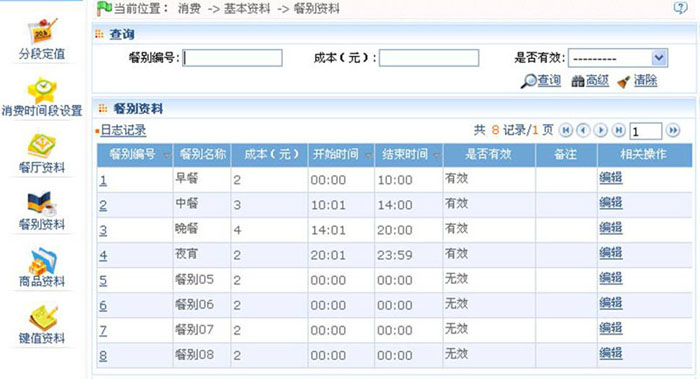 当前位置： 消费 -> 基本资料 -> 餐别资料
查询
餐别编号: 成本（元）: 是否有效: ---------
查询 高级 清除
分段定值
消费时间段设置
餐厅资料
餐别资料
商品资料
键值资料
餐别资料
日志记录 共 8 记录/1 页 1
餐别编号 餐别名称 成本（元） 开始时间 结束时间 是否有效 备注 相关操作
1 早餐 2 00:00 10:00 有效 编辑
2 中餐 3 10:01 14:00 有效 编辑
3 晚餐 4 14:01 20:00 有效 编辑
4 夜宵 2 20:01 23:59 有效 编辑
5 餐别05 2 00:00 00:00 无效 编辑
6 餐别06 2 00:00 00:00 无效 编辑
7 餐别07 2 00:00 00:00 无效 编辑
8 餐别08 2 00:00 00:00 无效 编辑